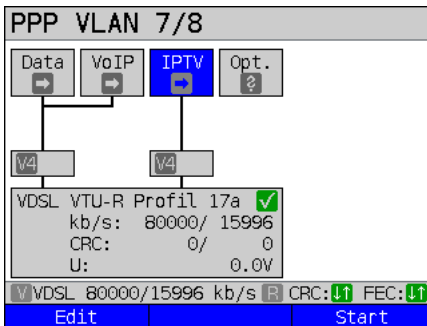 PPP VLAN 7/8
Data VoIP IPTV Opt.
V4 V4
VDSL VTU-R Profil 17a
kb/s: 80000/ 15996
CRC: 0/ 0
U: 0.0V
V VDSL 80000/15996 kb/s R CRC: FEC:
Edit Start